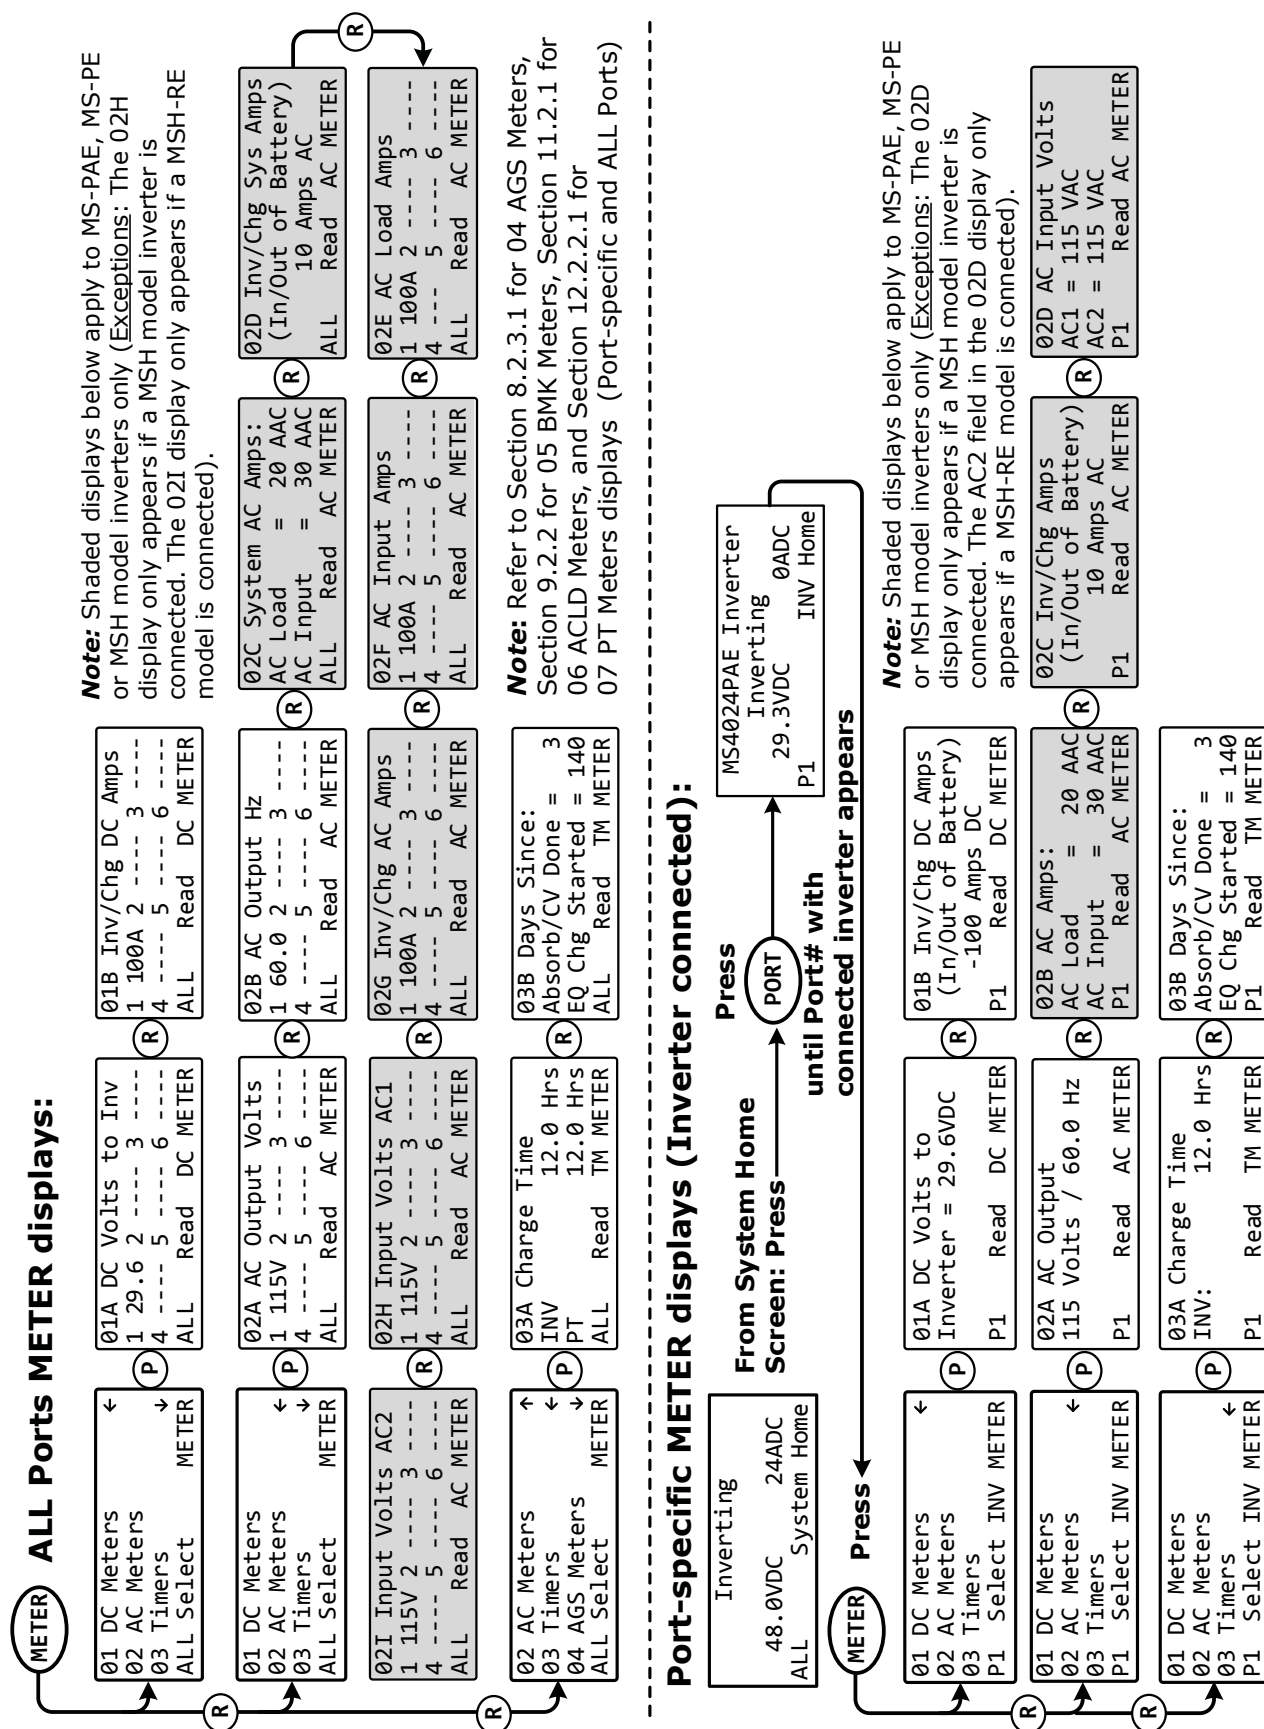 METER
ALL Ports METER displays:
01 DC Meters ←
02 AC Meters
03 Timers ↓
ALL Select METER
P
01A DC Volts to Inv
1 29.6 2 ---- 3 ----
4 ---- 5 ---- 6 ----
ALL Read DC METER
R
01B Inv/Chg DC Amps
1 100A 2 ---- 3 ----
4 ---- 5 ---- 6 ----
ALL Read DC METER
Note: Shaded displays below apply to MS-PAE, MS-PE
or MSH model inverters only (Exceptions: The 02H
display only appears if a MSH model inverter is
connected. The 02I display only appears if a MSH-RE
model is connected).
R
01 DC Meters
02 AC Meters ←
03 Timers ↓
ALL Select METER
P
02A AC Output Volts
1 115V 2 ---- 3 ----
4 ---- 5 ---- 6 ----
ALL Read AC METER
R
02B AC Output Hz
1 60.0 2 ---- 3 ----
4 ---- 5 ---- 6 ----
ALL Read AC METER
R
02C System AC Amps:
AC Load = 20 AAC
AC Input = 30 AAC
ALL Read AC METER
R
02D Inv/Chg Sys Amps
(In/Out of Battery)
10 Amps AC
ALL Read AC METER
R
02I Input Volts AC2
1 115V 2 ---- 3 ----
4 ---- 5 ---- 6 ----
ALL Read AC METER
R
02H Input Volts AC1
1 115V 2 ---- 3 ----
4 ---- 5 ---- 6 ----
ALL Read AC METER
R
02G Inv/Chg AC Amps
1 100A 2 ---- 3 ----
4 ---- 5 ---- 6 ----
ALL Read AC METER
R
02F AC Input Amps
1 100A 2 ---- 3 ----
4 ---- 5 ---- 6 ----
ALL Read AC METER
R
02E AC Load Amps
1 100A 2 ---- 3 ----
4 --- 5 ---- 6 ----
ALL Read AC METER
R
02 AC Meters ↑
03 Timers ←
04 AGS Meters ↓
ALL Select METER
P
03A Charge Time
INV 12.0 Hrs
PT 12.0 Hrs
ALL Read TM METER
R
03B Days Since:
Absorb/CV Done = 3
EQ Chg Started = 140
ALL Read TM METER
Note: Refer to Section 8.2.3.1 for 04 AGS Meters,
Section 9.2.2 for 05 BMK Meters, Section 11.2.1 for
06 ACLD Meters, and Section 12.2.2.1 for
07 PT Meters displays (Port-specific and ALL Ports)
Port-specific METER displays (Inverter connected):
Inverting
48.0VDC 24ADC
ALL System Home
From System Home
Screen: Press
Press
PORT
until Port# with
connected inverter appears
MS4024PAE Inverter
Inverting
29.3VDC 0ADC
P1 INV Home
METER
Press
01 DC Meters ←
02 AC Meters
03 Timers
P1 Select INV METER
P
01A DC Volts to
Inverter = 29.6VDC
P1 Read DC METER
R
01B Inv/Chg DC Amps
(In/Out of Battery)
-100 Amps DC
P1 Read DC METER
Note: Shaded displays below apply to MS-PAE, MS-PE
or MSH model inverters only (Exceptions: The 02D
display only appears if a MSH model inverter is
connected. The AC2 field in the 02D display only
appears if a MSH-RE model is connected).
R
01 DC Meters
02 AC Meters ←
03 Timers
P1 Select INV METER
P
02A AC Output
115 Volts / 60.0 Hz
P1 Read AC METER
R
02B AC Amps:
AC Load = 20 AAC
AC Input = 30 AAC
P1 Read AC METER
R
02C Inv/Chg Amps
(In/Out of Battery)
10 Amps AC
P1 Read AC METER
R
02D AC Input Volts
AC1 = 115 VAC
AC2 = 115 VAC
P1 Read AC METER
R
01 DC Meters
02 AC Meters
03 Timers ←
P1 Select INV METER
P
03A Charge Time
INV: 12.0 Hrs
P1 Read TM METER
R
03B Days Since:
Absorb/CV Done = 3
EQ Chg Started = 140
P1 Read TM METER